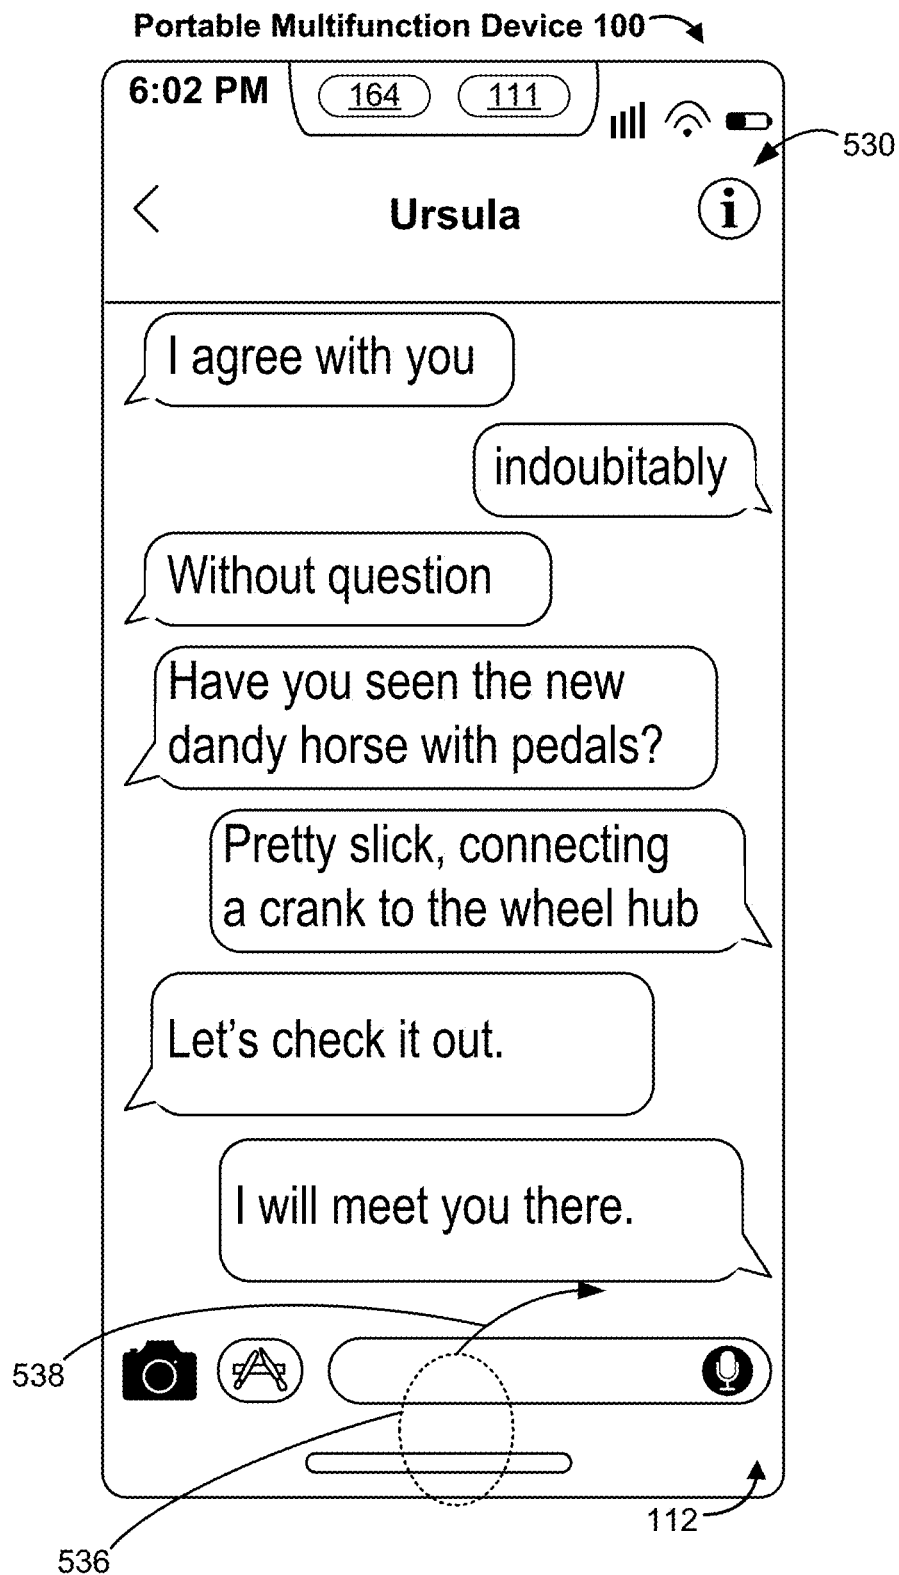 Portable Multifunction Device 100
6:02 PM
164
111
530
Ursula
i
I agree with you
indoubitably
Without question
Have you seen the new
dandy horse with pedals?
Pretty slick, connecting
a crank to the wheel hub
Let's check it out.
I will meet you there.
538
112
536